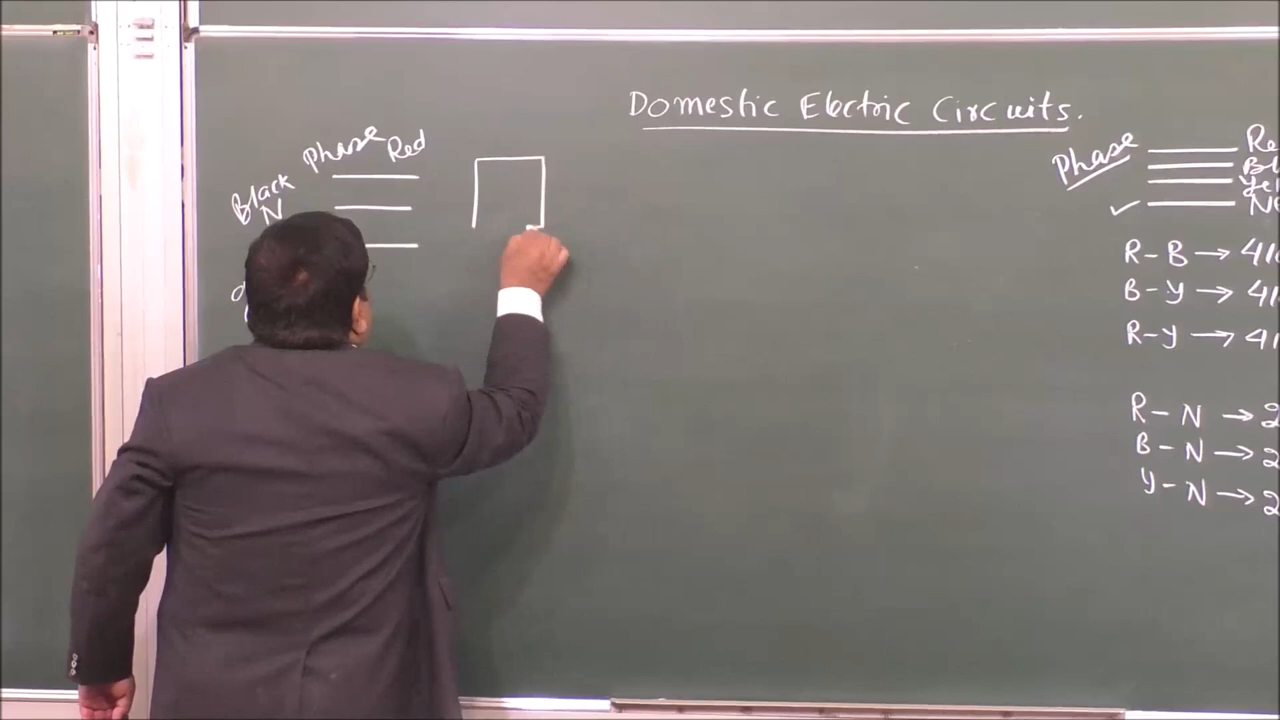 Domestic Electric Circuits.
Phase Red
Black
N
Phase
R-B → 41
B-Y → 41
R-Y → 41
R-N → 2
B-N → 2
Y-N → 2